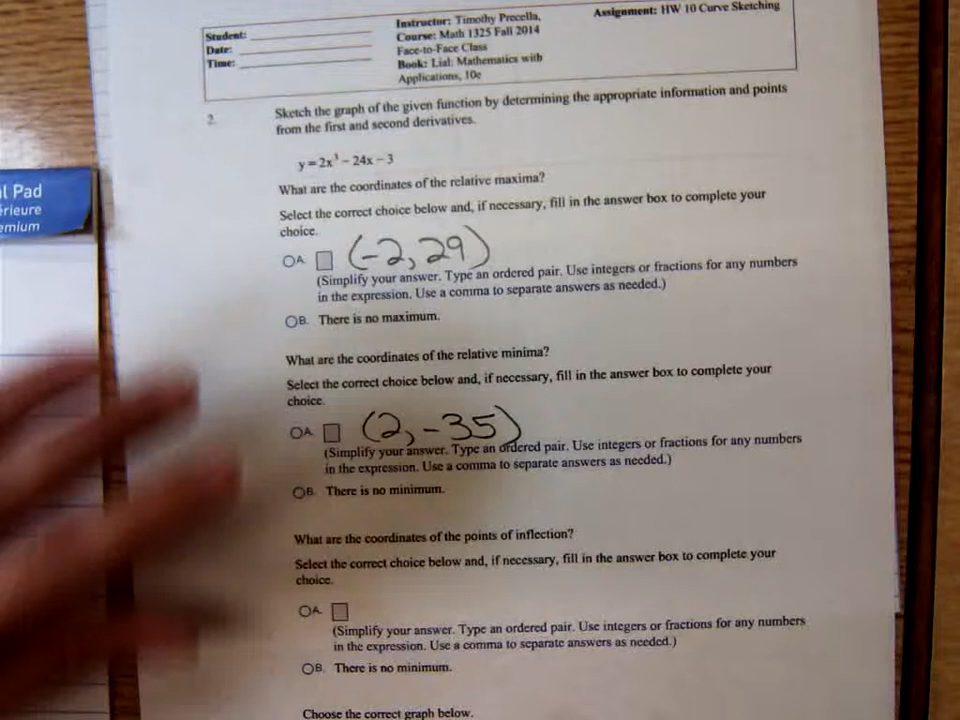 Student:
Date:
Time:
Instructor: Timothy Precella,
Course: Math 1325 Fall 2014
Face-to-Face Class
Book: Lial: Mathematics with
Applications, 10e
Assignment: HW 10 Curve Sketching
2.
Sketch the graph of the given function by determining the appropriate information and points
from the first and second derivatives.
y = 2x³ − 24x − 3
What are the coordinates of the relative maxima?
Select the correct choice below and, if necessary, fill in the answer box to complete your
choice.
A. (−2, 29)
(Simplify your answer. Type an ordered pair. Use integers or fractions for any numbers
in the expression. Use a comma to separate answers as needed.)
B. There is no maximum.
What are the coordinates of the relative minima?
Select the correct choice below and, if necessary, fill in the answer box to complete your
choice.
A. (2, −35)
(Simplify your answer. Type an ordered pair. Use integers or fractions for any numbers
in the expression. Use a comma to separate answers as needed.)
B. There is no minimum.
What are the coordinates of the points of inflection?
Select the correct choice below and, if necessary, fill in the answer box to complete your
choice.
A.
(Simplify your answer. Type an ordered pair. Use integers or fractions for any numbers
in the expression. Use a comma to separate answers as needed.)
B. There is no minimum.
Choose the correct graph below.
l Pad
érieure
emium